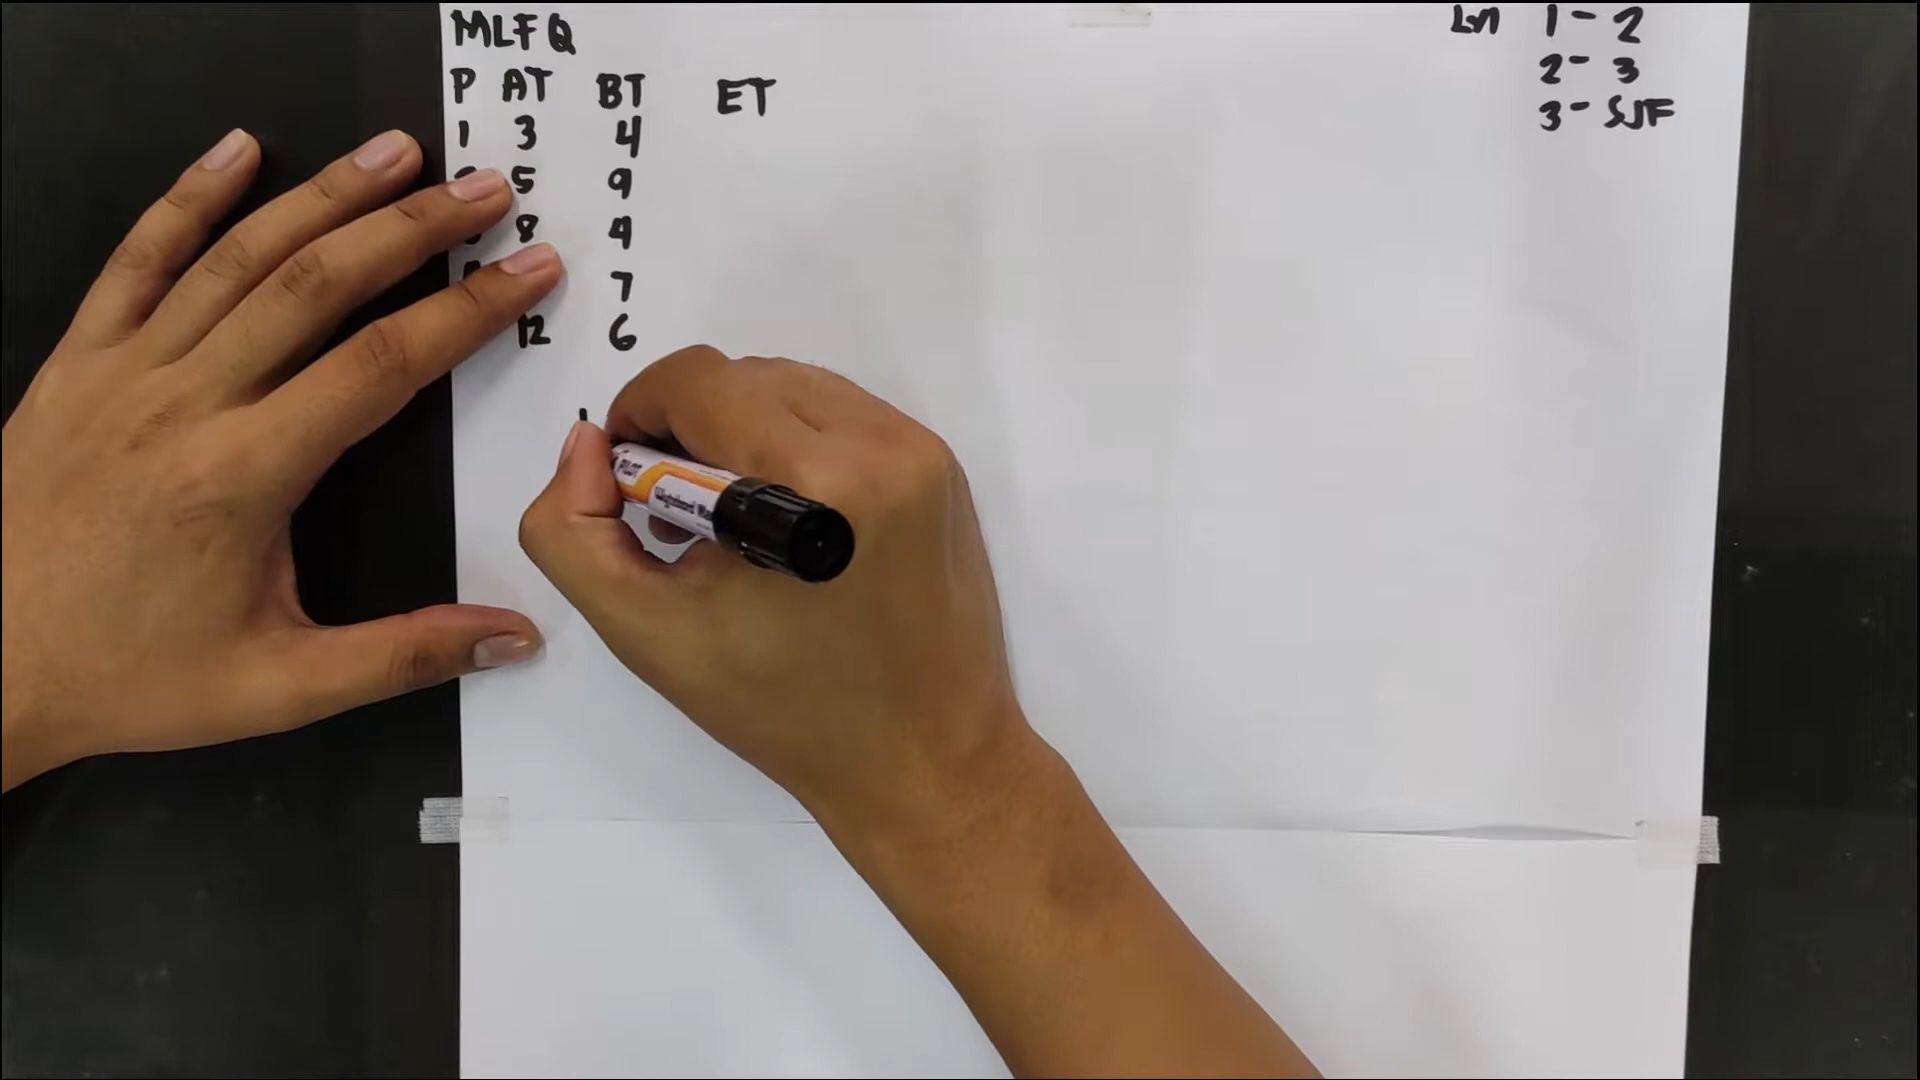 MLFQ
P AT BT ET
1 3 4
5 9
8 4
7
12 6
Lvl 1 - 2
2 - 3
3 - SJF
PILOT